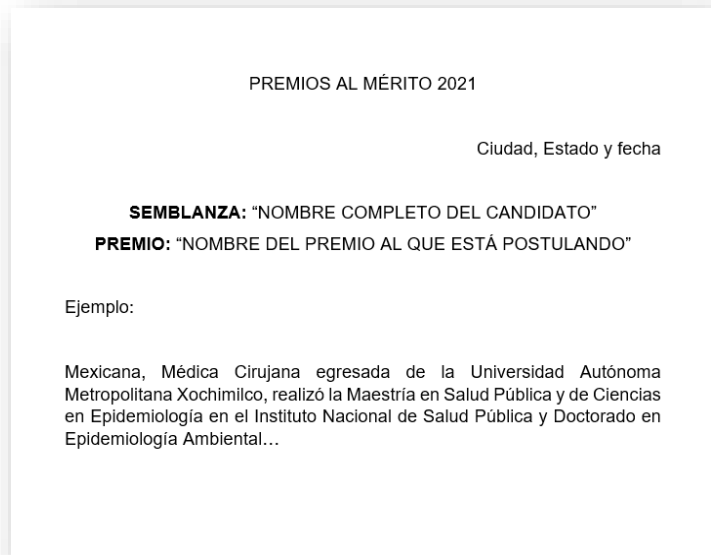 PREMIOS AL MÉRITO 2021
Ciudad, Estado y fecha
SEMBLANZA: “NOMBRE COMPLETO DEL CANDIDATO”
PREMIO: “NOMBRE DEL PREMIO AL QUE ESTÁ POSTULANDO”
Ejemplo:
Mexicana, Médica Cirujana egresada de la Universidad Autónoma
Metropolitana Xochimilco, realizó la Maestría en Salud Pública y de Ciencias
en Epidemiología en el Instituto Nacional de Salud Pública y Doctorado en
Epidemiología Ambiental…